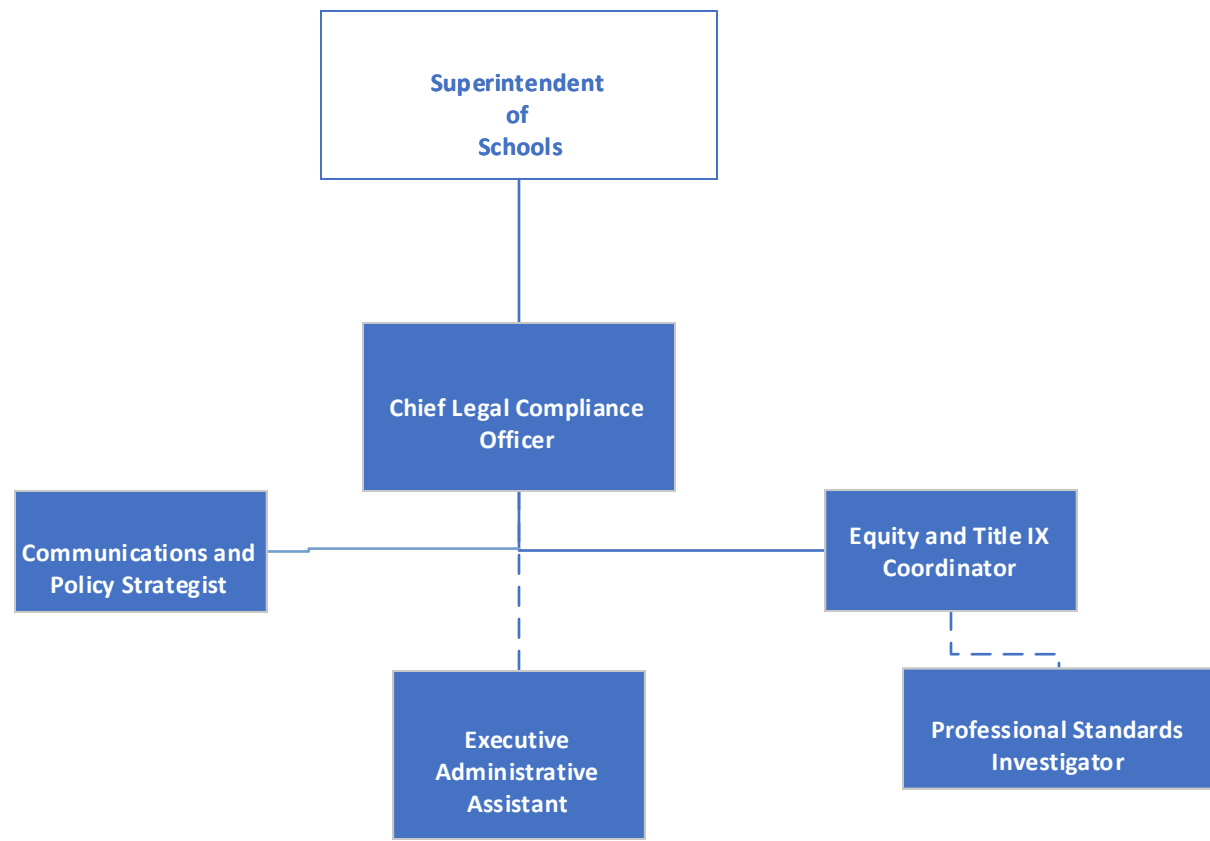 Superintendent
of
Schools
Chief Legal Compliance
Officer
Communications and
Policy Strategist
Equity and Title IX
Coordinator
Executive
Administrative
Assistant
Professional Standards
Investigator